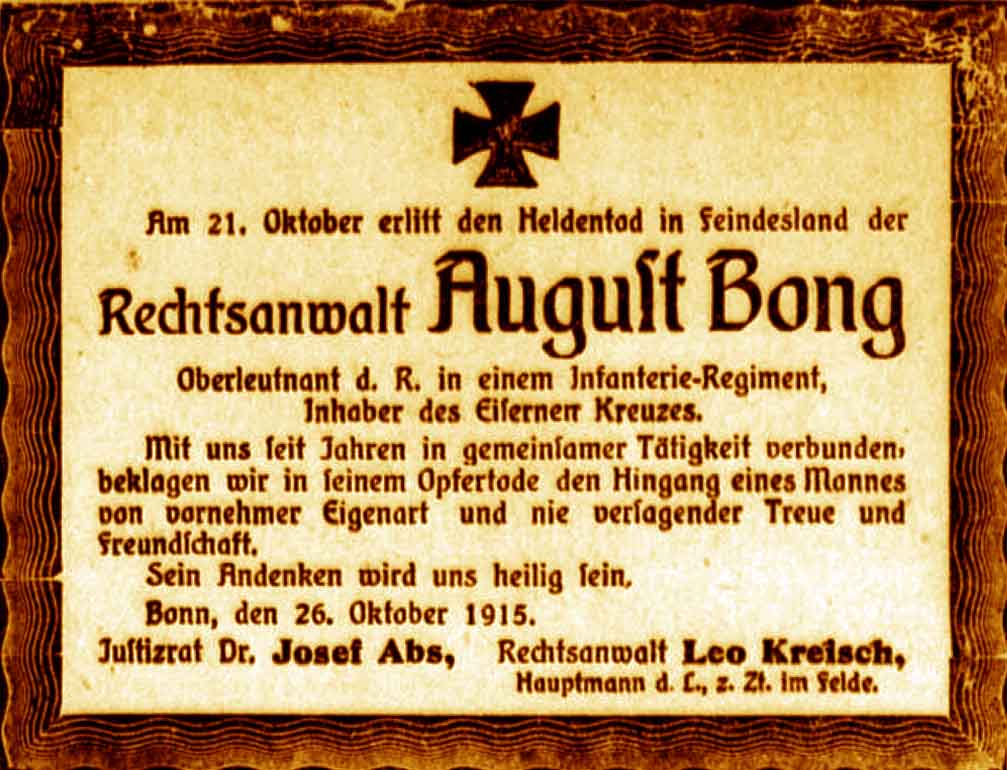 Am 21. Oktober erlitt den Heldentod in Feindesland der
Rechtsanwalt Auguſt Bong
Oberleutnant d. R. in einem Infanterie-Regiment,
Inhaber des Eiſernen Kreuzes.
Mit uns ſeit Jahren in gemeinſamer Tätigkeit verbunden,
beklagen wir in ſeinem Opfertode den Hingang eines Mannes
von vornehmer Eigenart und nie verſagender Treue und
Freundſchaft.
Sein Andenken wird uns heilig ſein.
Bonn, den 26. Oktober 1915.
Juſtizrat Dr. Josef Abs, Rechtsanwalt Leo Kreisch,
Hauptmann d. L., z. Zt. im Felde.